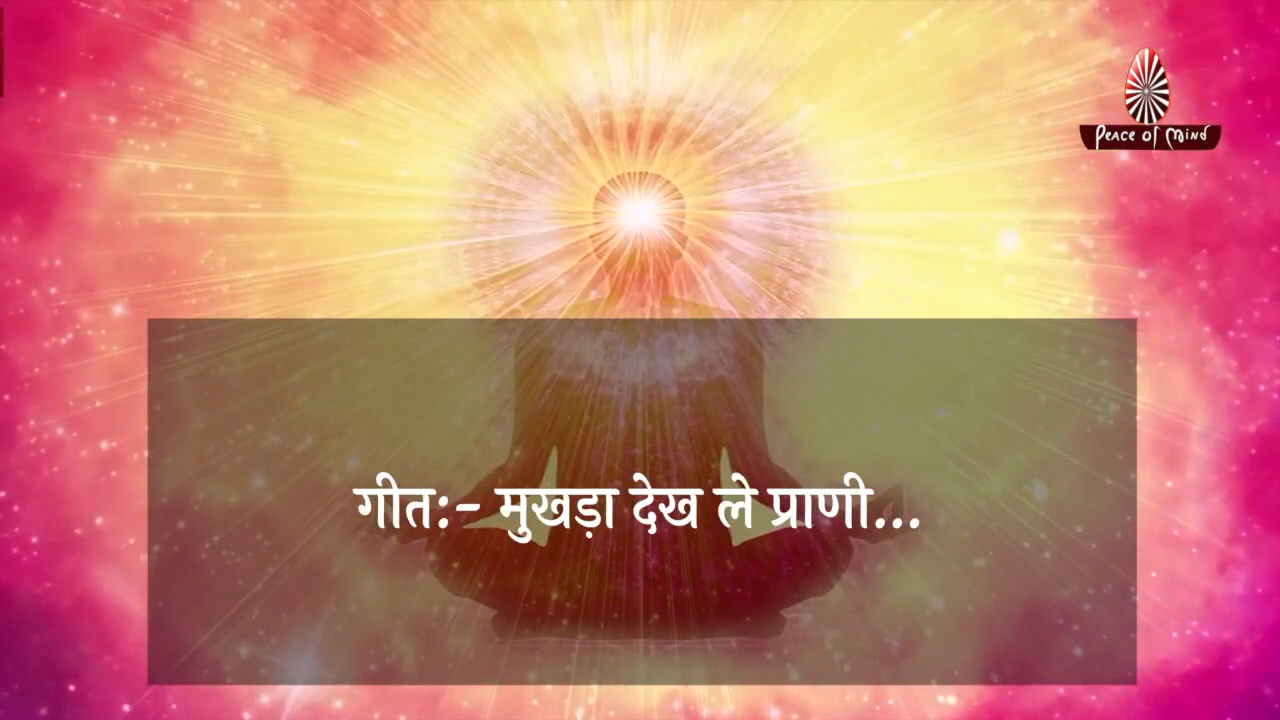 Peace of Mind
गीत:- मुखड़ा देख ले प्राणी...